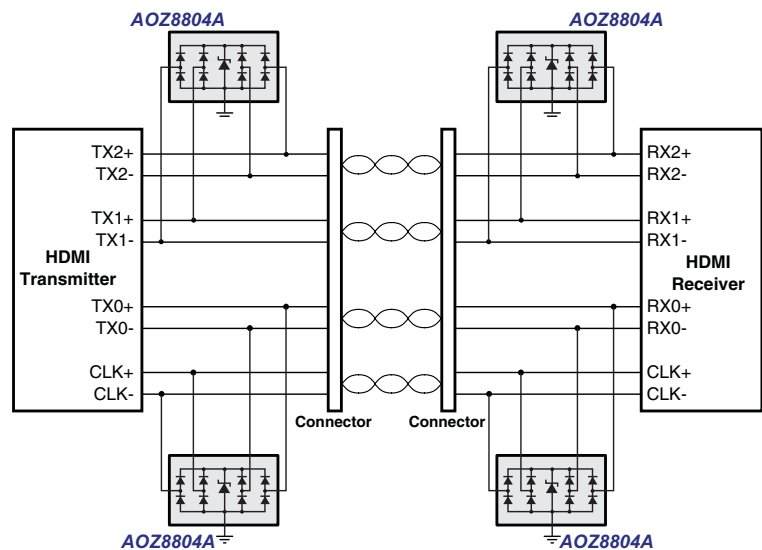 AOZ8804A
AOZ8804A
TX2+
TX2-
TX1+
TX1-
HDMI
Transmitter
TX0+
TX0-
CLK+
CLK-
Connector
Connector
RX2+
RX2-
RX1+
RX1-
HDMI
Receiver
RX0+
RX0-
CLK+
CLK-
AOZ8804A
AOZ8804A